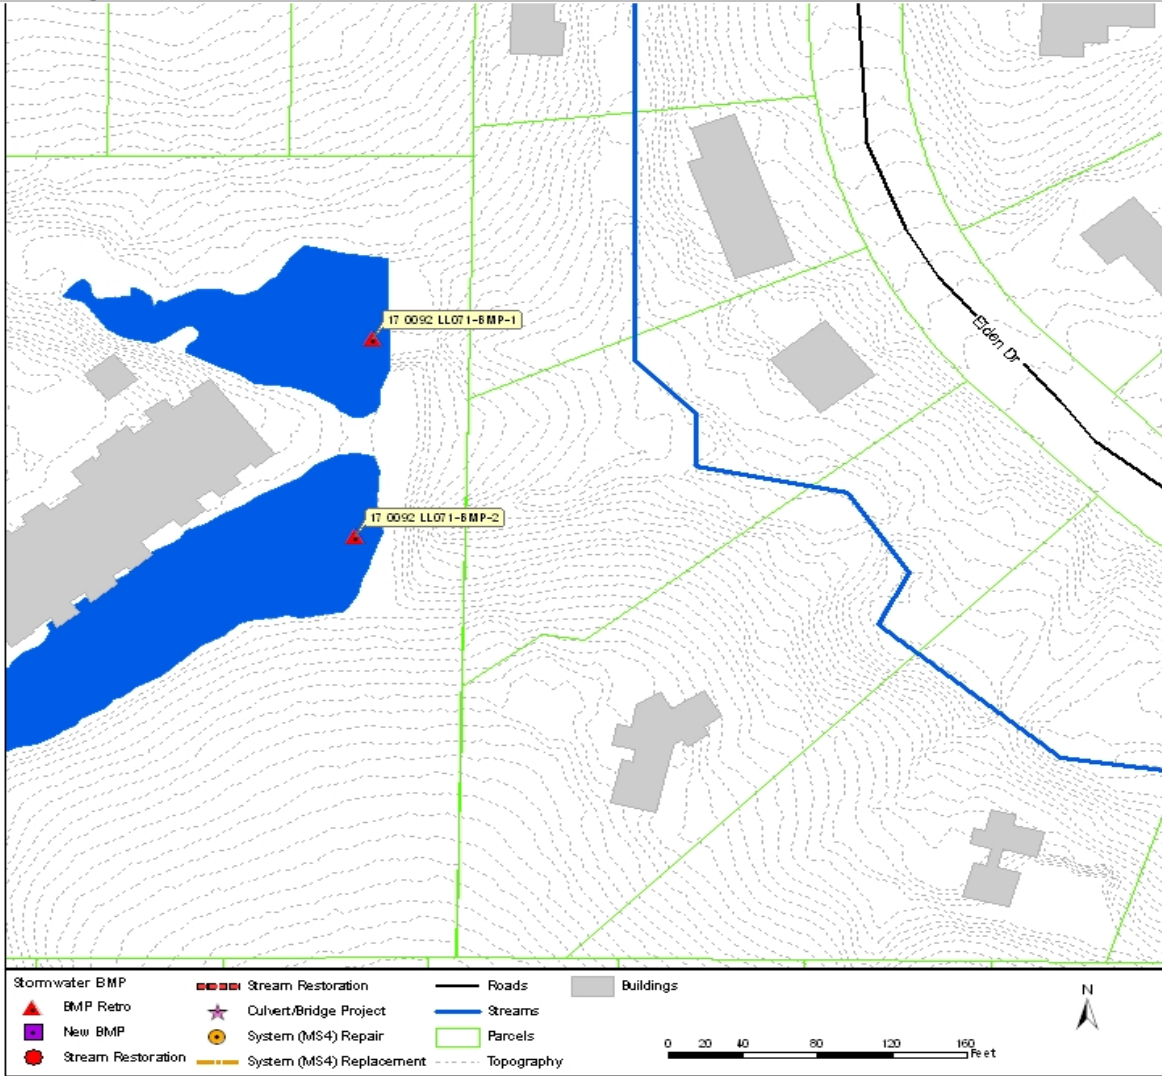 Elden Dr
17 0092 LL071-BMP-1
17 0092 LL071-BMP-2
Stormwater BMP
BMP Retro
New BMP
Stream Restoration
Stream Restoration
Culvert/Bridge Project
System (MS4) Repair
System (MS4) Replacement
Roads
Streams
Parcels
Topography
Buildings
N
0 20 40 80 120 160
Feet